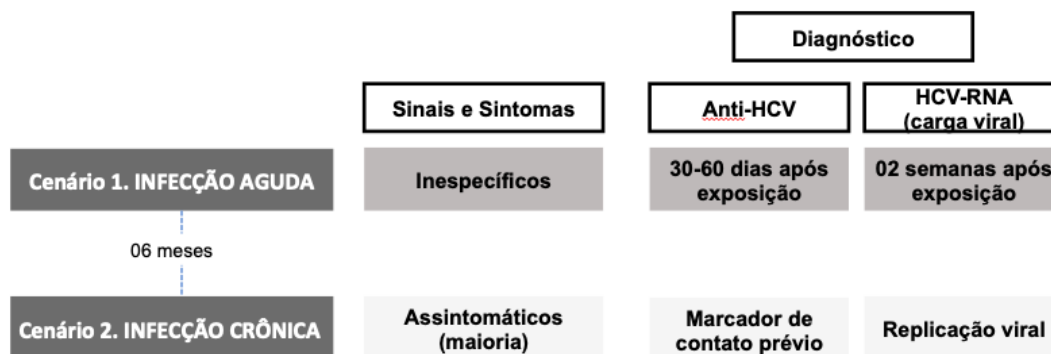 Diagnóstico
Sinais e Sintomas
Anti-HCV
HCV-RNA
(carga viral)
Cenário 1. INFECÇÃO AGUDA
Inespecíficos
30-60 dias após
exposição
02 semanas após
exposição
06 meses
Cenário 2. INFECÇÃO CRÔNICA
Assintomáticos
(maioria)
Marcador de
contato prévio
Replicação viral